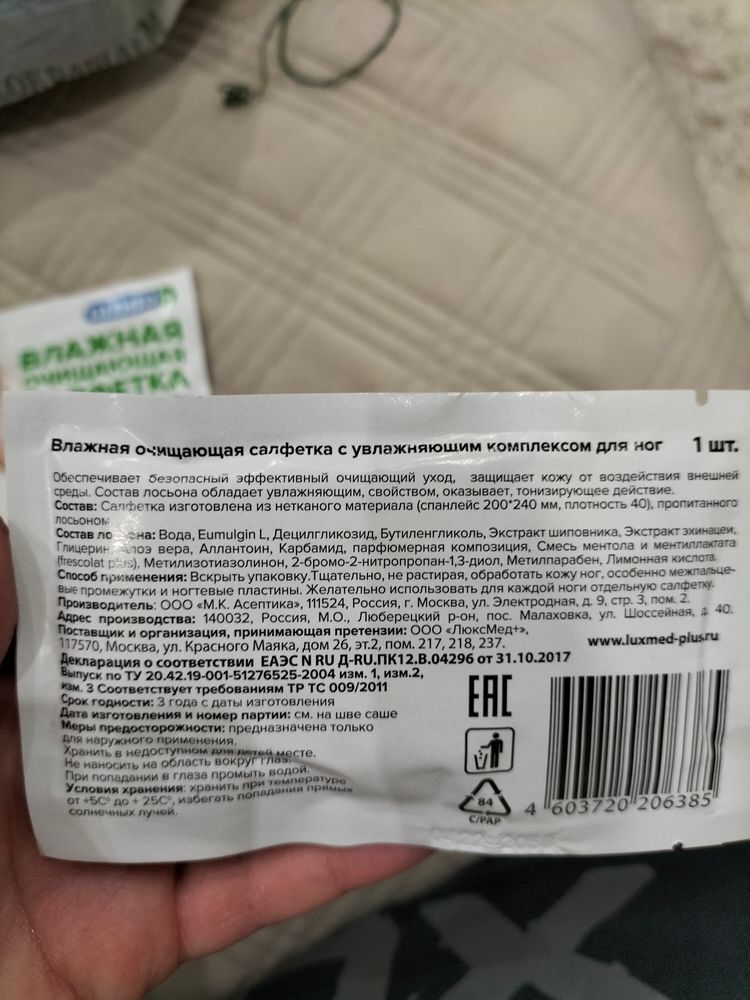 ВЛАЖНАЯ
ОЧИЩАЮЩАЯ
Влажная очищающая салфетка с увлажняющим комплексом для ног 1 шт.
Обеспечивает безопасный эффективный очищающий уход, защищает кожу от воздействия внешней
среды. Состав лосьона обладает увлажняющим, свойством, оказывает, тонизирующее действие.
Состав: Салфетка изготовлена из нетканого материала (спанлейс 200*240 мм, плотность 40), пропитанного
лосьоном
Состав лосьона: Вода, Eumulgin L, Децилгликозид, Бутиленгликоль, Экстракт шиповника, Экстракт эхинацеи,
Глицерин, алоэ вера, Аллантоин, Карбамид, парфюмерная композиция, Смесь ментола и ментиллактата
(frescolat plus), Метилизотиазолинон, 2-бромо-2-нитропропан-1,3-диол, Метилпарабен, Лимонная кислота.
Способ применения: Вскрыть упаковку.Тщательно, не растирая, обработать кожу ног, особенно межпальце-
вые промежутки и ногтевые пластины. Желательно использовать для каждой ноги отдельную салфетку.
Производитель: ООО «М.К. Асептика», 111524, Россия, г. Москва, ул. Электродная, д. 9, стр. 3, пом. 2.
Адрес производства: 140032, Россия, М.О., Люберецкий р-он, пос. Малаховка, ул. Шоссейная, д. 40.
Поставщик и организация, принимающая претензии: ООО «ЛюксМед+»,
117570, Москва, ул. Красного Маяка, дом 26, эт.2, пом. 217, 218, 237.
www.luxmed-plus.ru
Декларация о соответствии ЕАЭС N RU Д-RU.ПК12.В.04296 от 31.10.2017
Выпуск по ТУ 20.42.19-001-51276525-2004 изм. 1, изм.2,
изм. 3 Соответствует требованиям ТР ТС 009/2011
Срок годности: 3 года с даты изготовления
Дата изготовления и номер партии: см. на шве саше
Меры предосторожности: предназначена только
для наружного применения.
Хранить в недоступном для детей месте.
Не наносить на область вокруг глаз.
При попадании в глаза промыть водой.
Условия хранения: хранить при температуре
от +5С° до + 25С°, избегать попадания прямых
солнечных лучей.
EAC
84
C/PAP
4 603720 206385